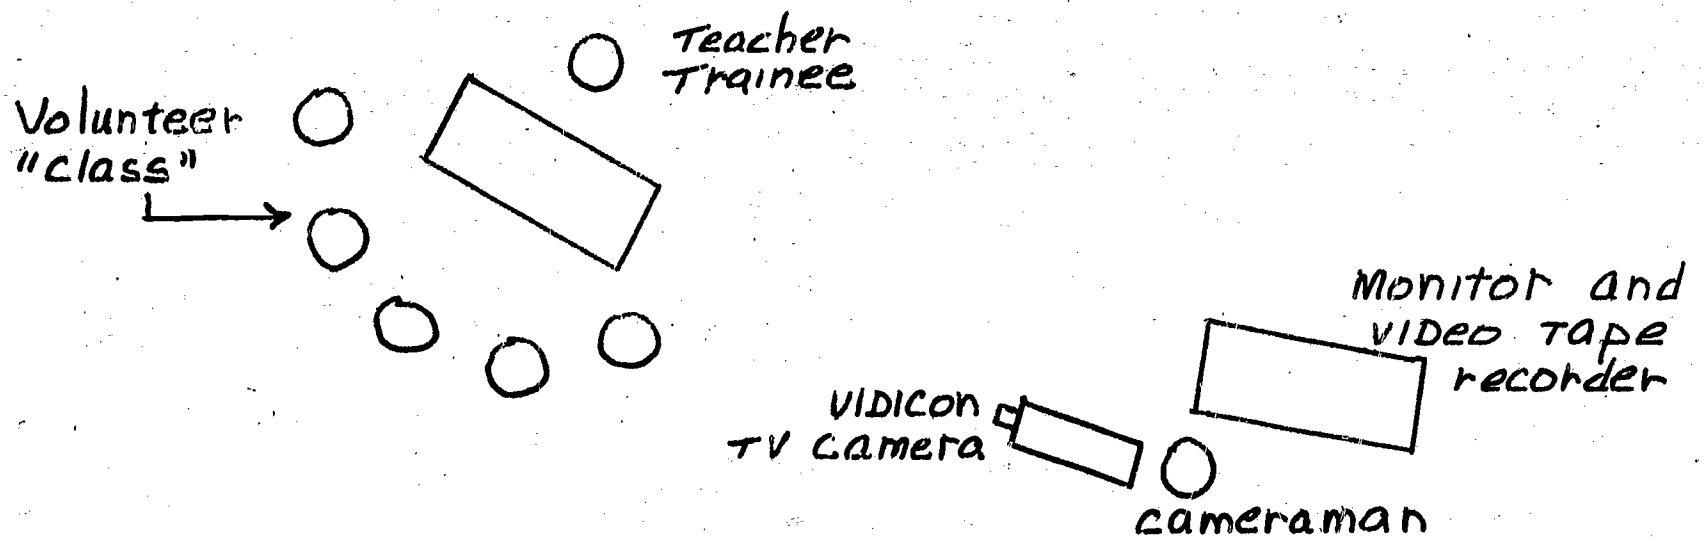 Teacher
Trainee
Volunteer
"class"
Monitor and
VIDEO Tape
recorder
VIDICON
TV Camera
cameraman